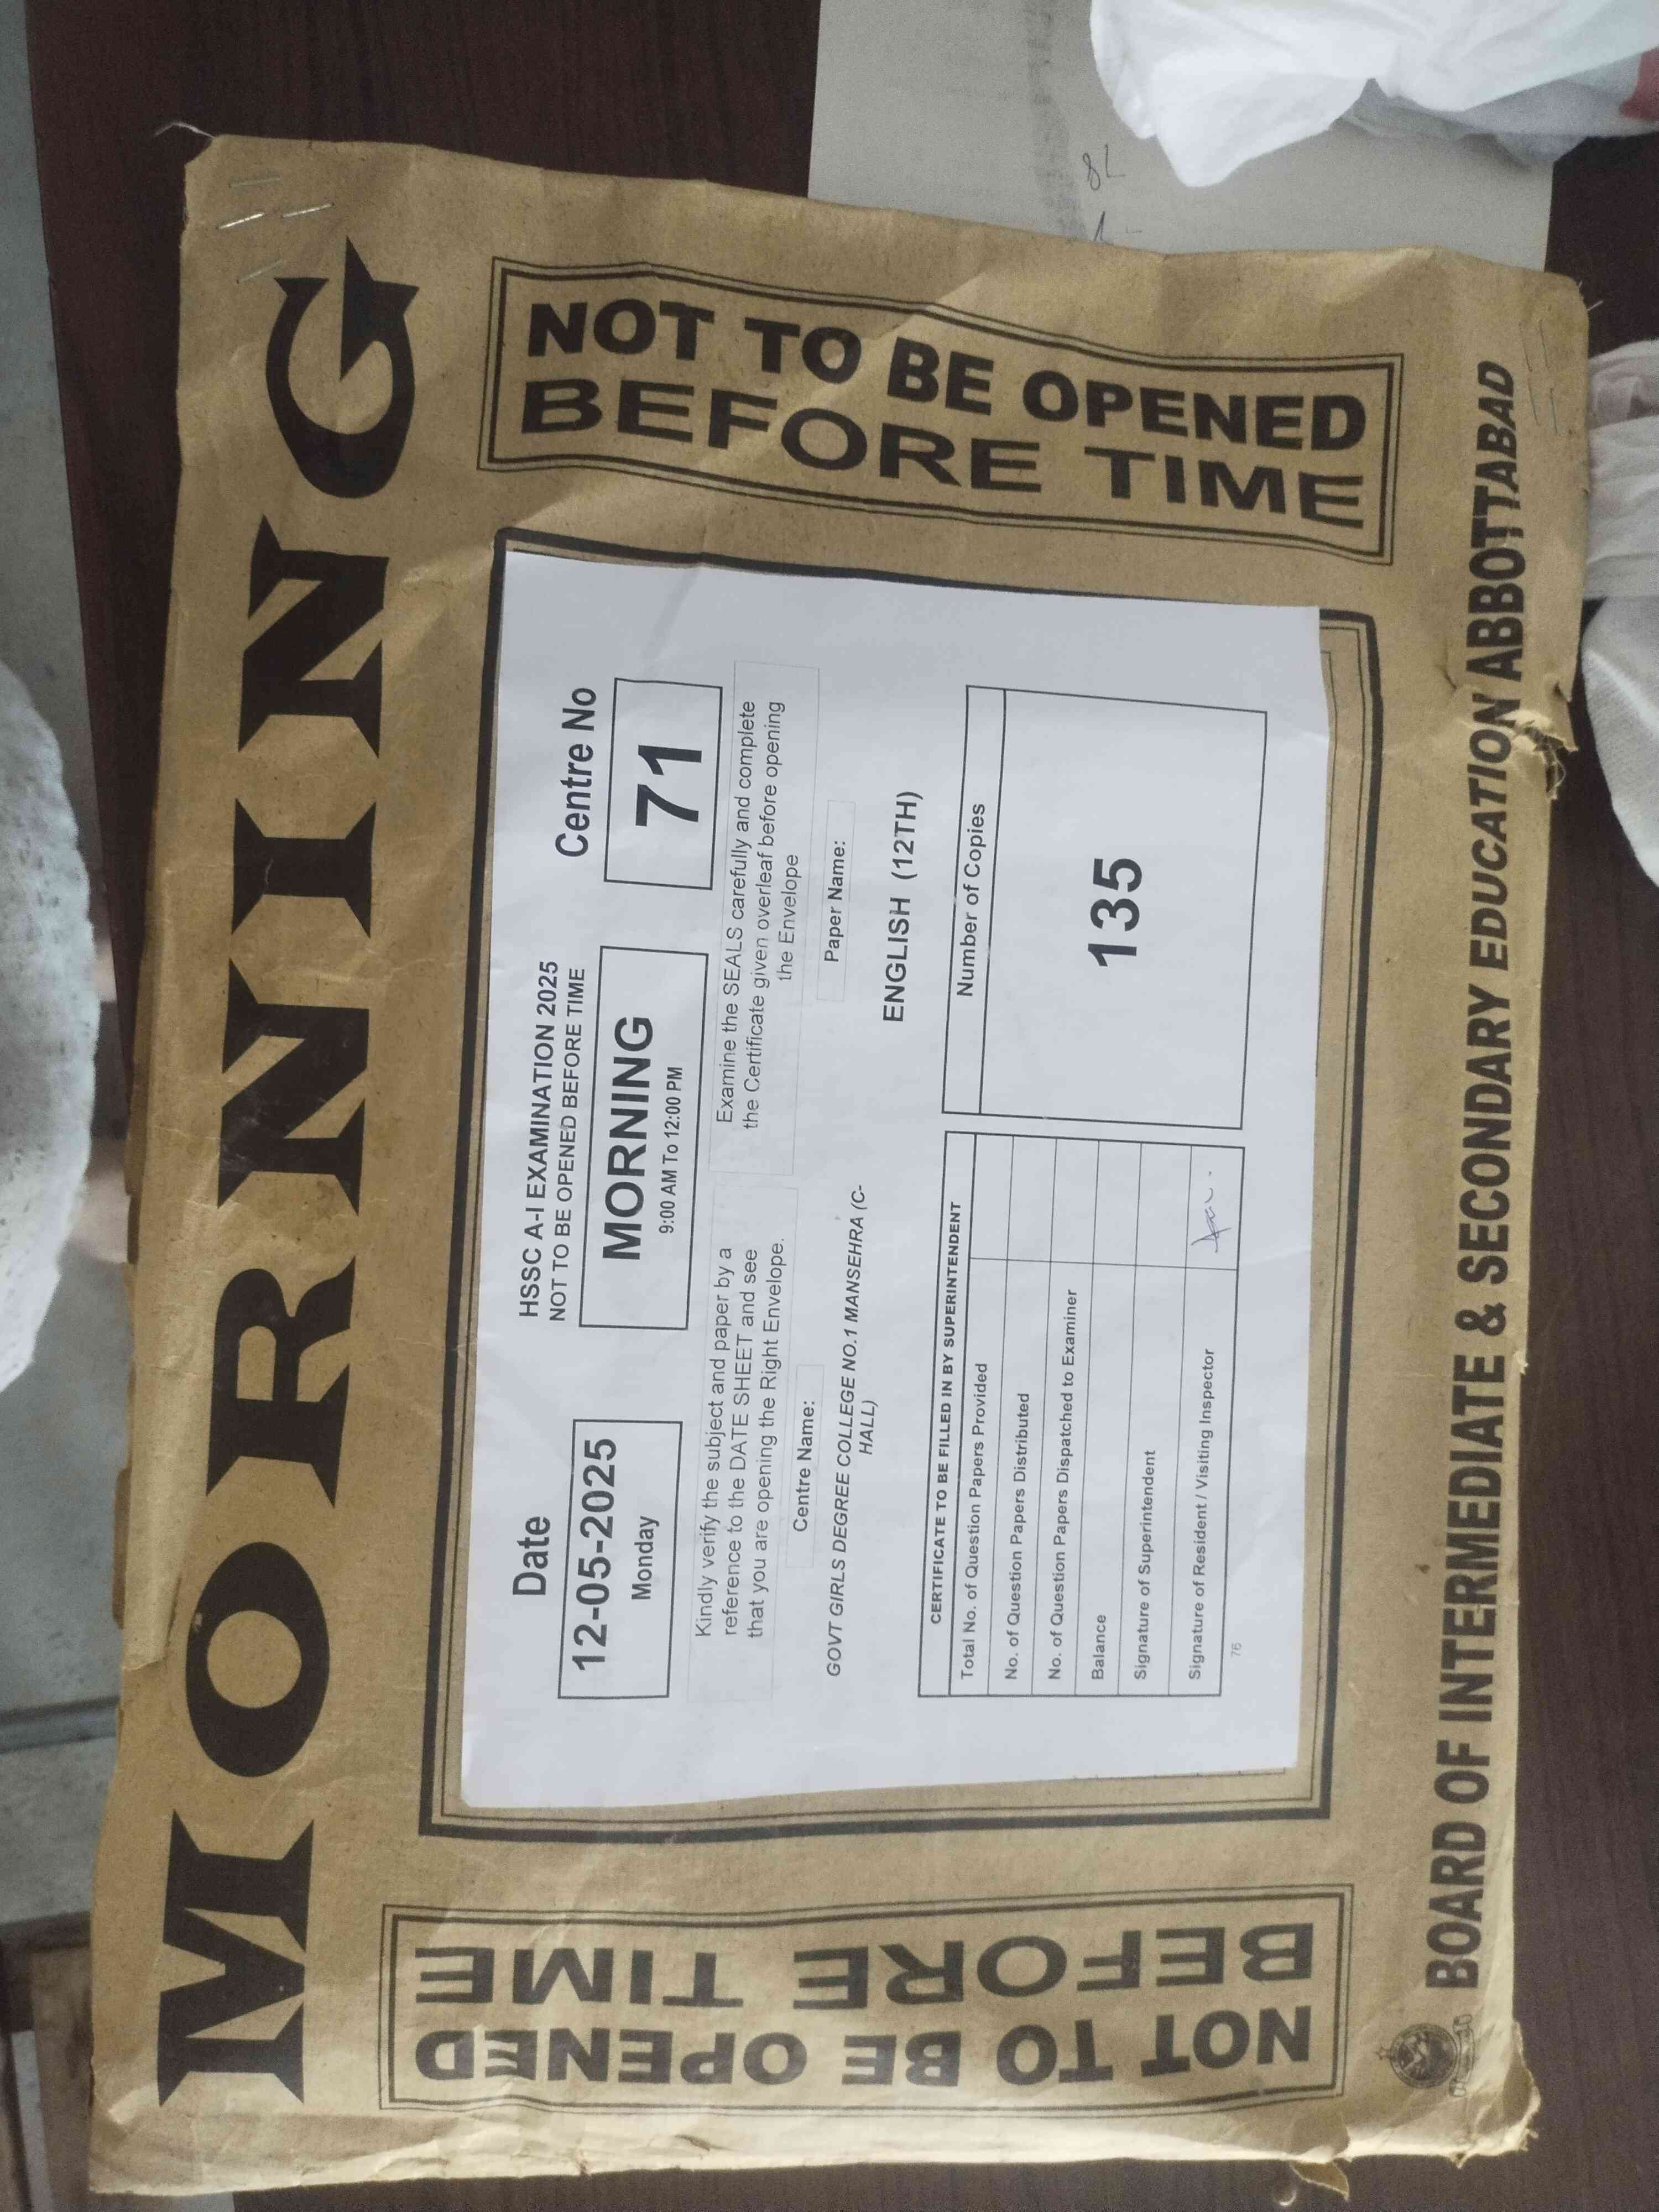 MORNING
NOT TO BE OPENED
BEFORE TIME
NOT TO BE OPENED
BEFORE TIME
Date
12-05-2025
Monday
HSSC A-I EXAMINATION 2025
NOT TO BE OPENED BEFORE TIME
MORNING
9:00 AM To 12:00 PM
Centre No
71
Kindly verify the subject and paper by a
reference to the DATE SHEET and see
that you are opening the Right Envelope.
Examine the SEALS carefully and complete
the Certificate given overleaf before opening
the Envelope
Centre Name:
GOVT GIRLS DEGREE COLLEGE NO.1 MANSEHRA (C-
HALL)
Paper Name:
ENGLISH (12TH)
CERTIFICATE TO BE FILLED IN BY SUPERINTENDENT
Total No. of Question Papers Provided
No. of Question Papers Distributed
No. of Question Papers Dispatched to Examiner
Balance
Signature of Superintendent
Signature of Resident / Visiting Inspector
76
Number of Copies
135
BOARD OF INTERMEDIATE & SECONDARY EDUCATION ABBOTTABAD